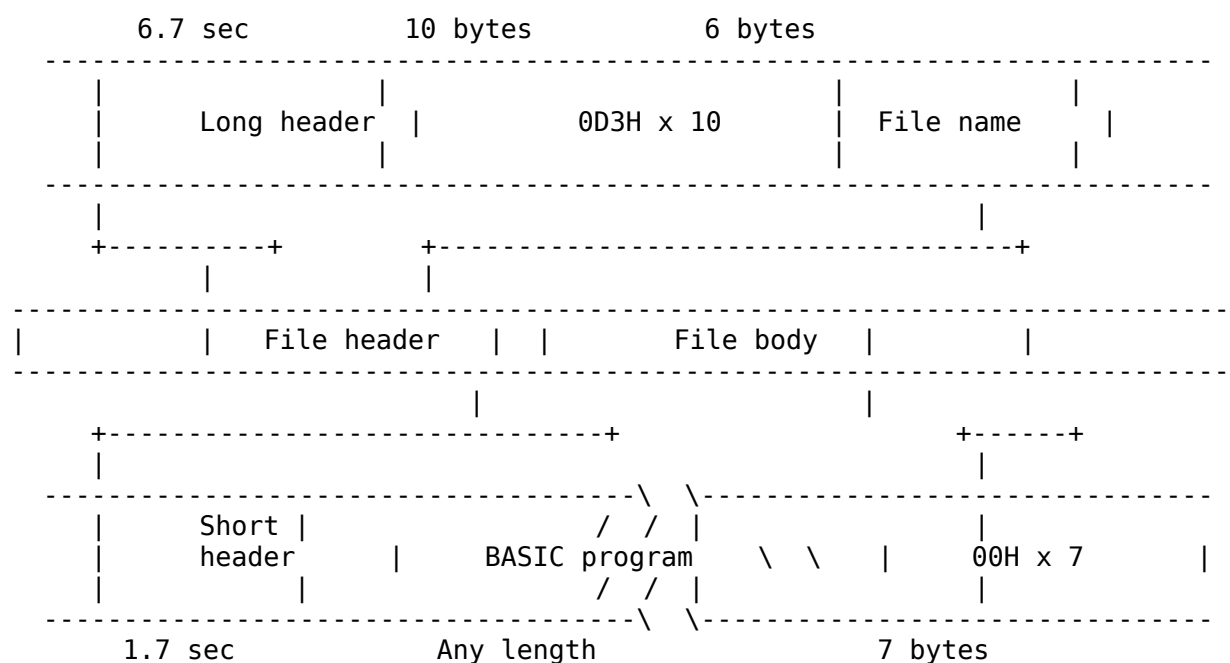 6.7 sec 10 bytes 6 bytes
Long header 0D3H x 10 File name
File header File body
Short
header BASIC program 00H x 7
1.7 sec Any length 7 bytes